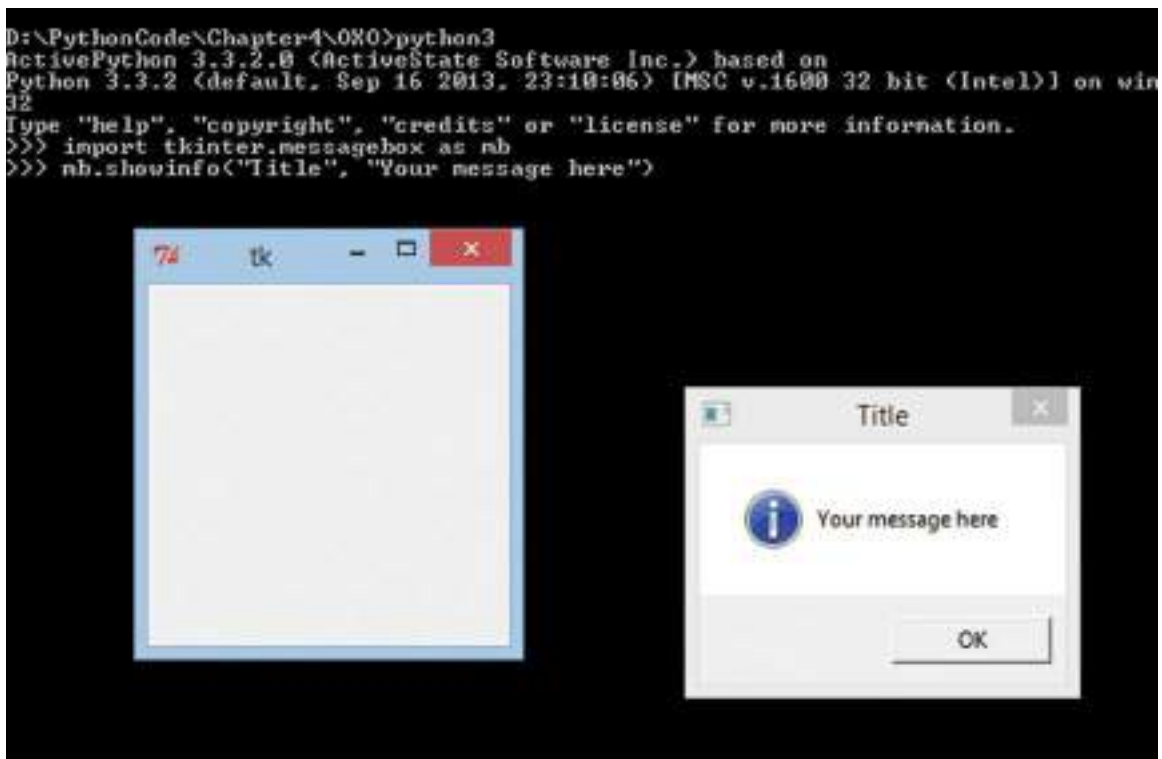 D:\PythonCode\Chapter4\OXO>python3
ActivePython 3.3.2.0 (ActiveState Software Inc.) based on
Python 3.3.2 (default, Sep 16 2013, 23:10:06) [MSC v.1600 32 bit (Intel)] on win
32
Type "help", "copyright", "credits" or "license" for more information.
>>> import tkinter.messagebox as mb
>>> mb.showinfo("Title", "Your message here")
tk
Title
Your message here
OK